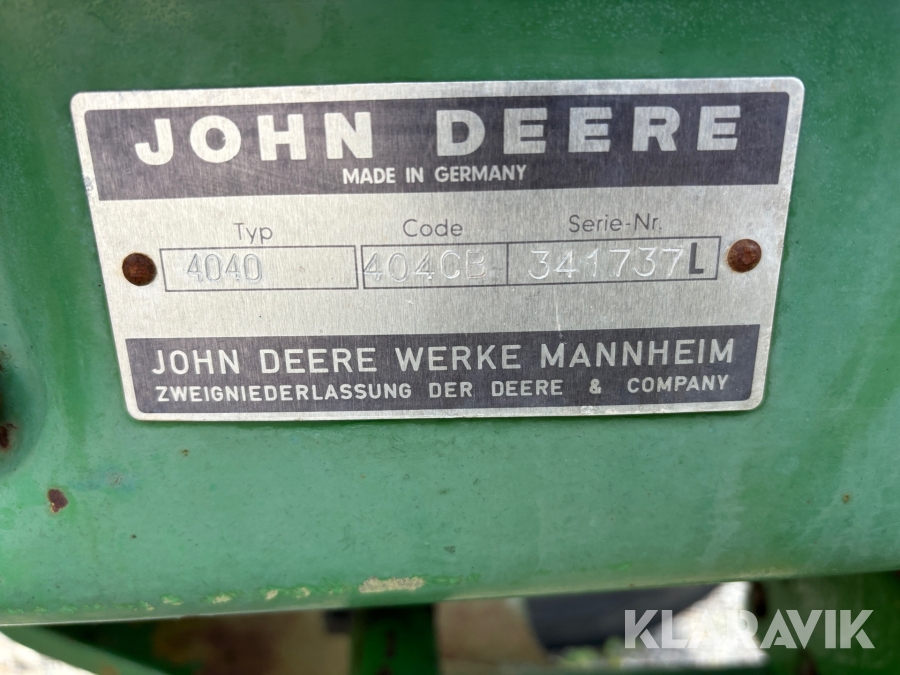 JOHN DEERE
MADE IN GERMANY
Typ Code Serie-Nr.
4040 4040B 341737L
JOHN DEERE WERKE MANNHEIM
ZWEIGNIEDERLASSUNG DER DEERE & COMPANY
KLARAVIK